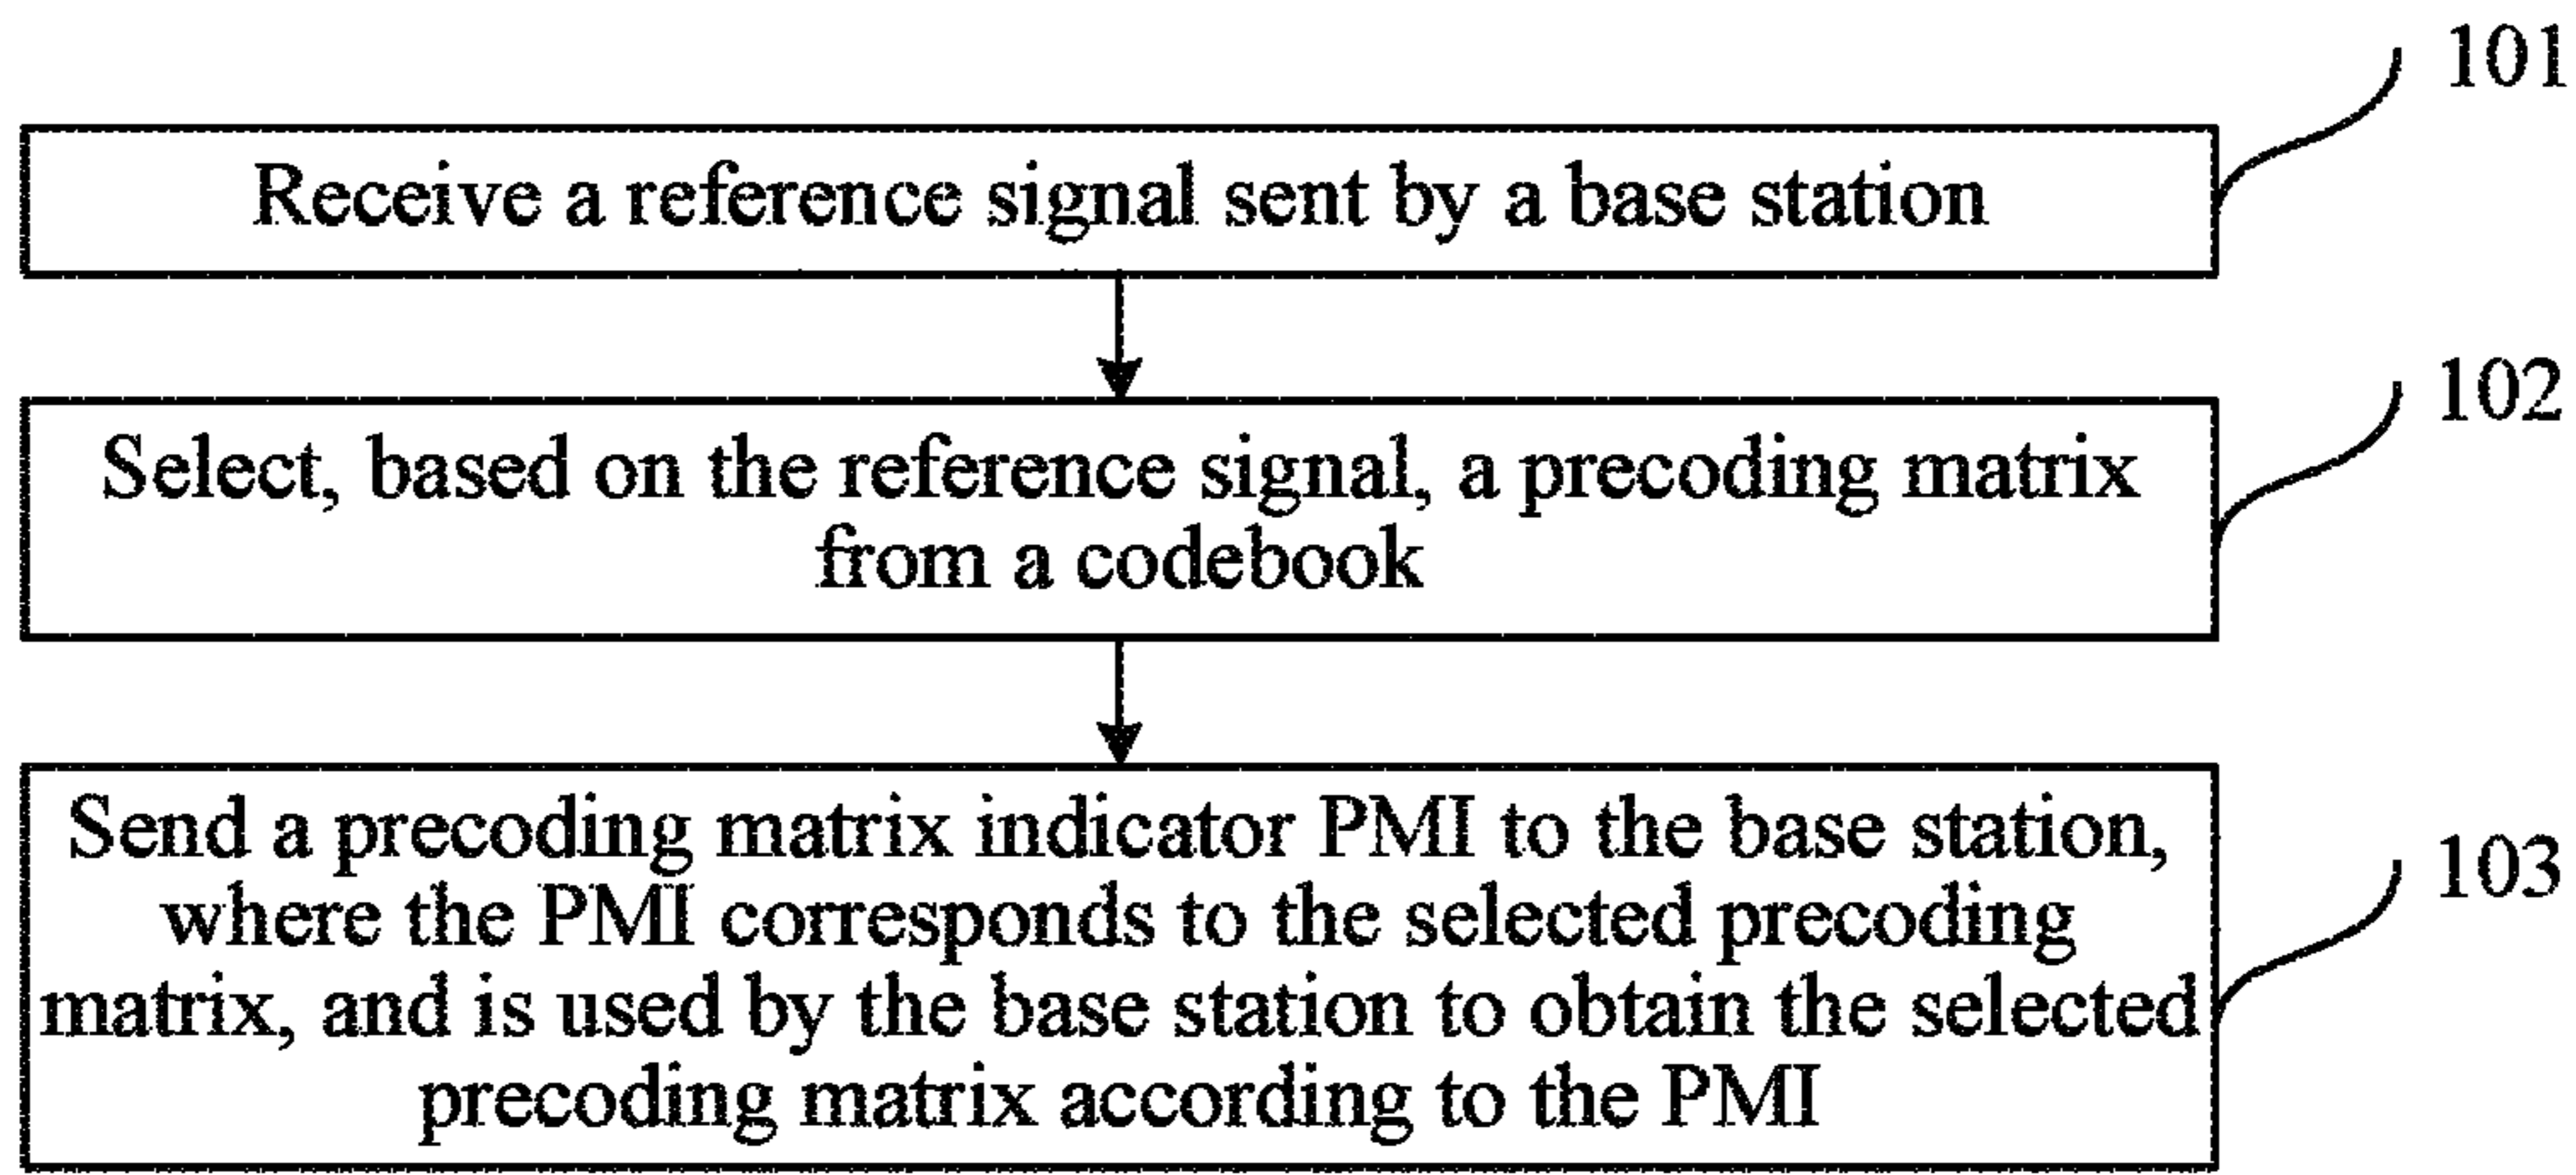 101
Receive a reference signal sent by a base station
102
Select, based on the reference signal, a precoding matrix
from a codebook
Send a precoding matrix indicator PMI to the base station,
103
where the PMI corresponds to the selected precoding
matrix, and is used by the base station to obtain the selected
precoding matrix according to the PMI